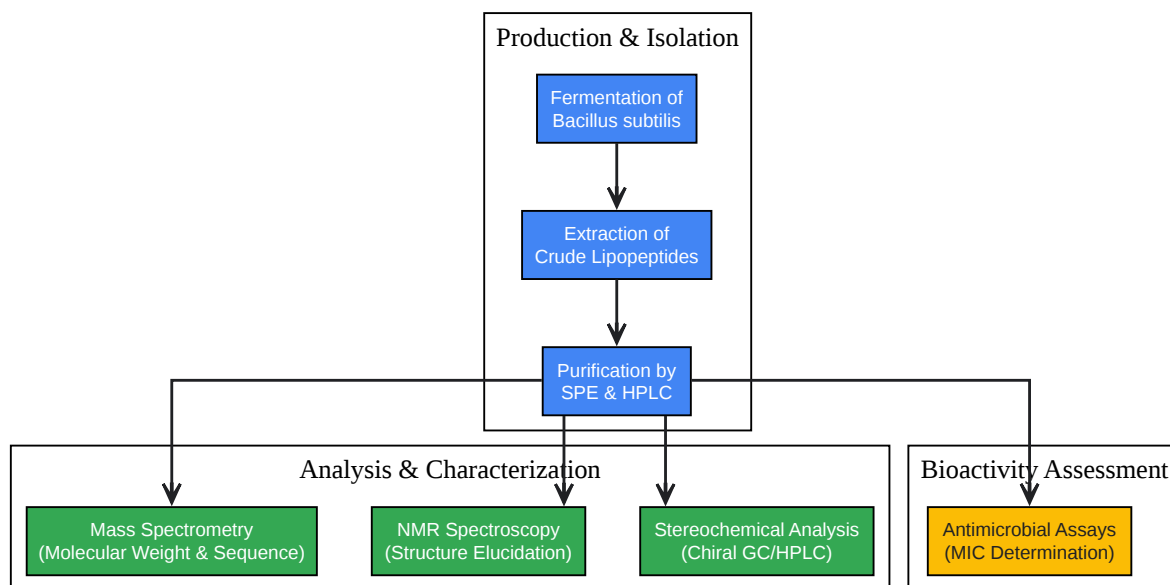 Production & Isolation
Fermentation of
Bacillus subtilis
Extraction of
Crude Lipopeptides
Purification by
SPE & HPLC
Analysis & Characterization
Bioactivity Assessment
Mass Spectrometry
(Molecular Weight & Sequence)
NMR Spectroscopy
(Structure Elucidation)
Stereochemical Analysis
(Chiral GC/HPLC)
Antimicrobial Assays
(MIC Determination)